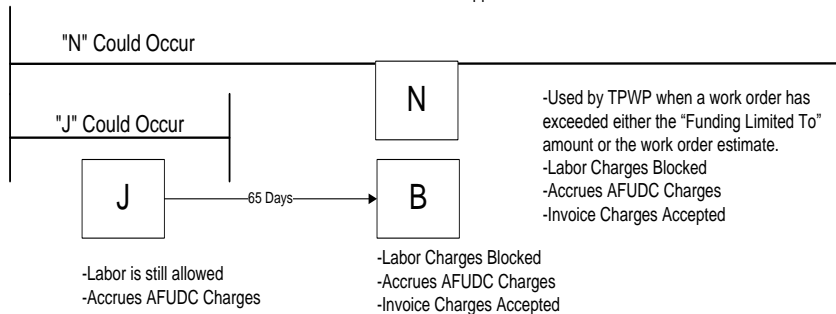 "N" Could Occur
N
-Used by TPWP when a work order has
exceeded either the “Funding Limited To”
amount or the work order estimate.
-Labor Charges Blocked
-Accrues AFUDC Charges
-Invoice Charges Accepted
"J" Could Occur
J
65 Days
B
-Labor is still allowed
-Accrues AFUDC Charges
-Labor Charges Blocked
-Accrues AFUDC Charges
-Invoice Charges Accepted